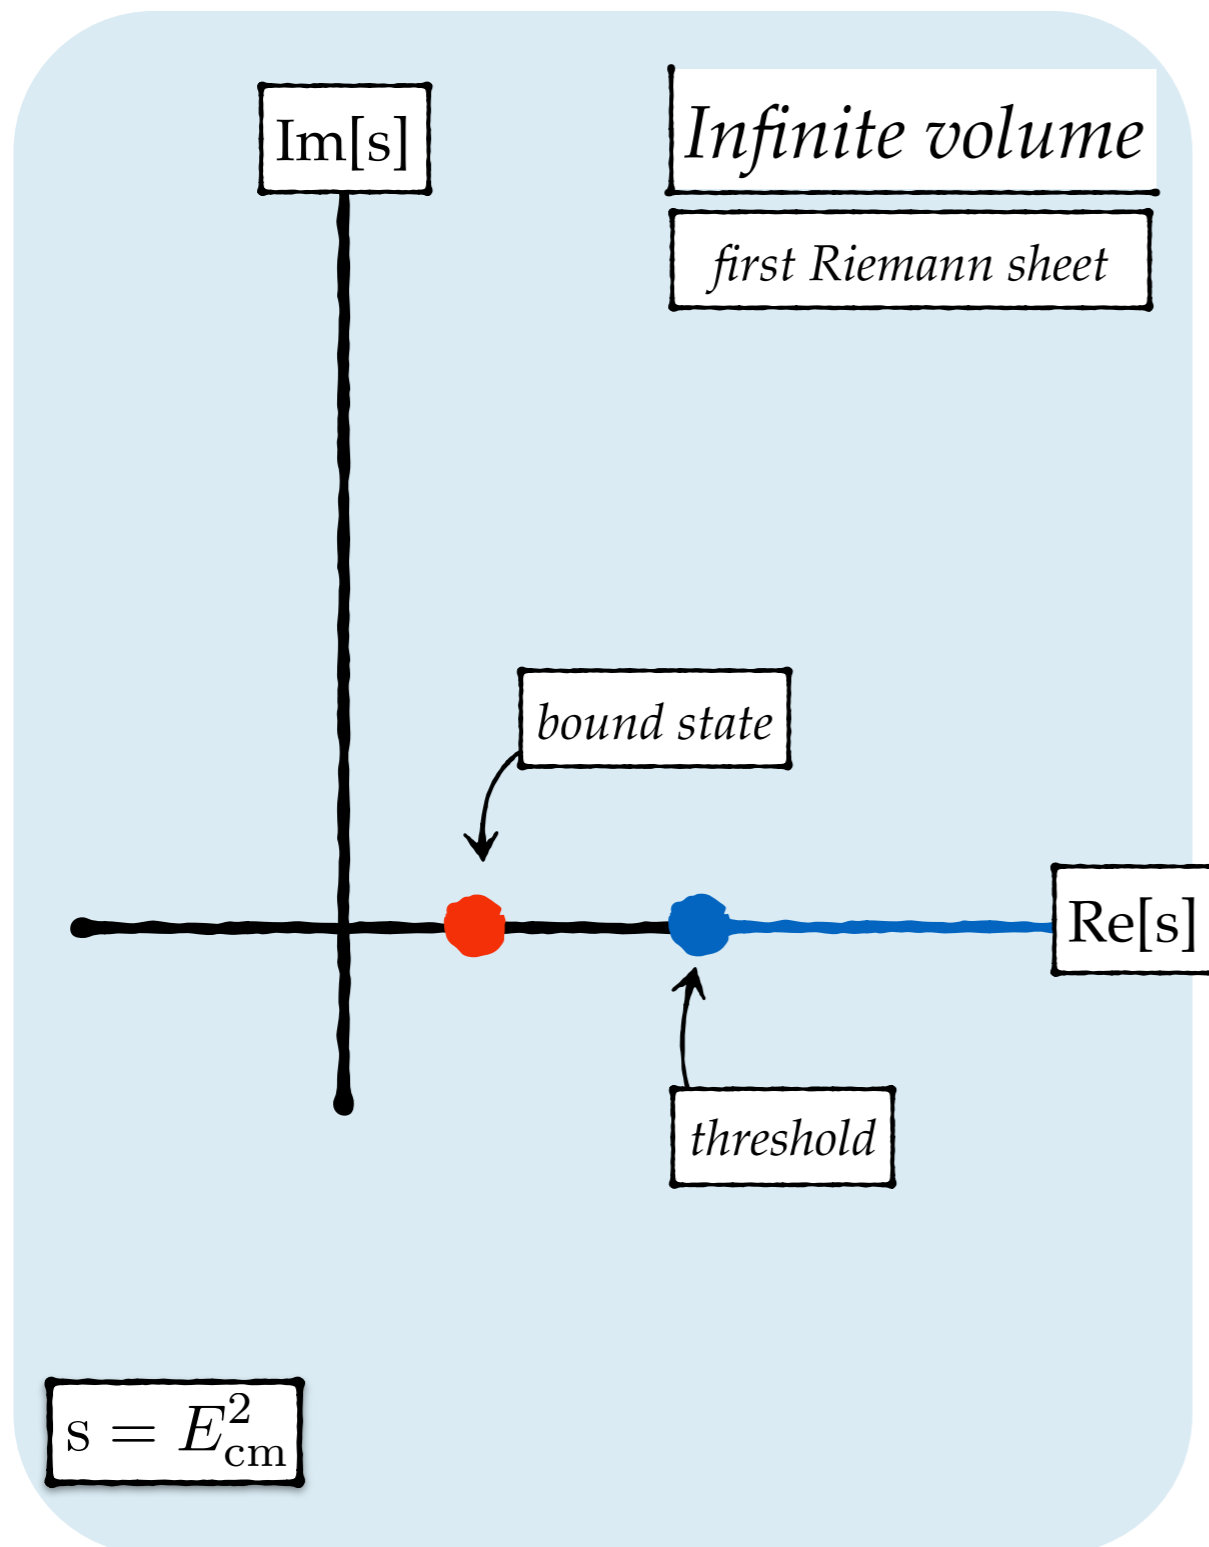 Im[s]
Infinite volume
first Riemann sheet
bound state
Re[s]
threshold
s = E²cm